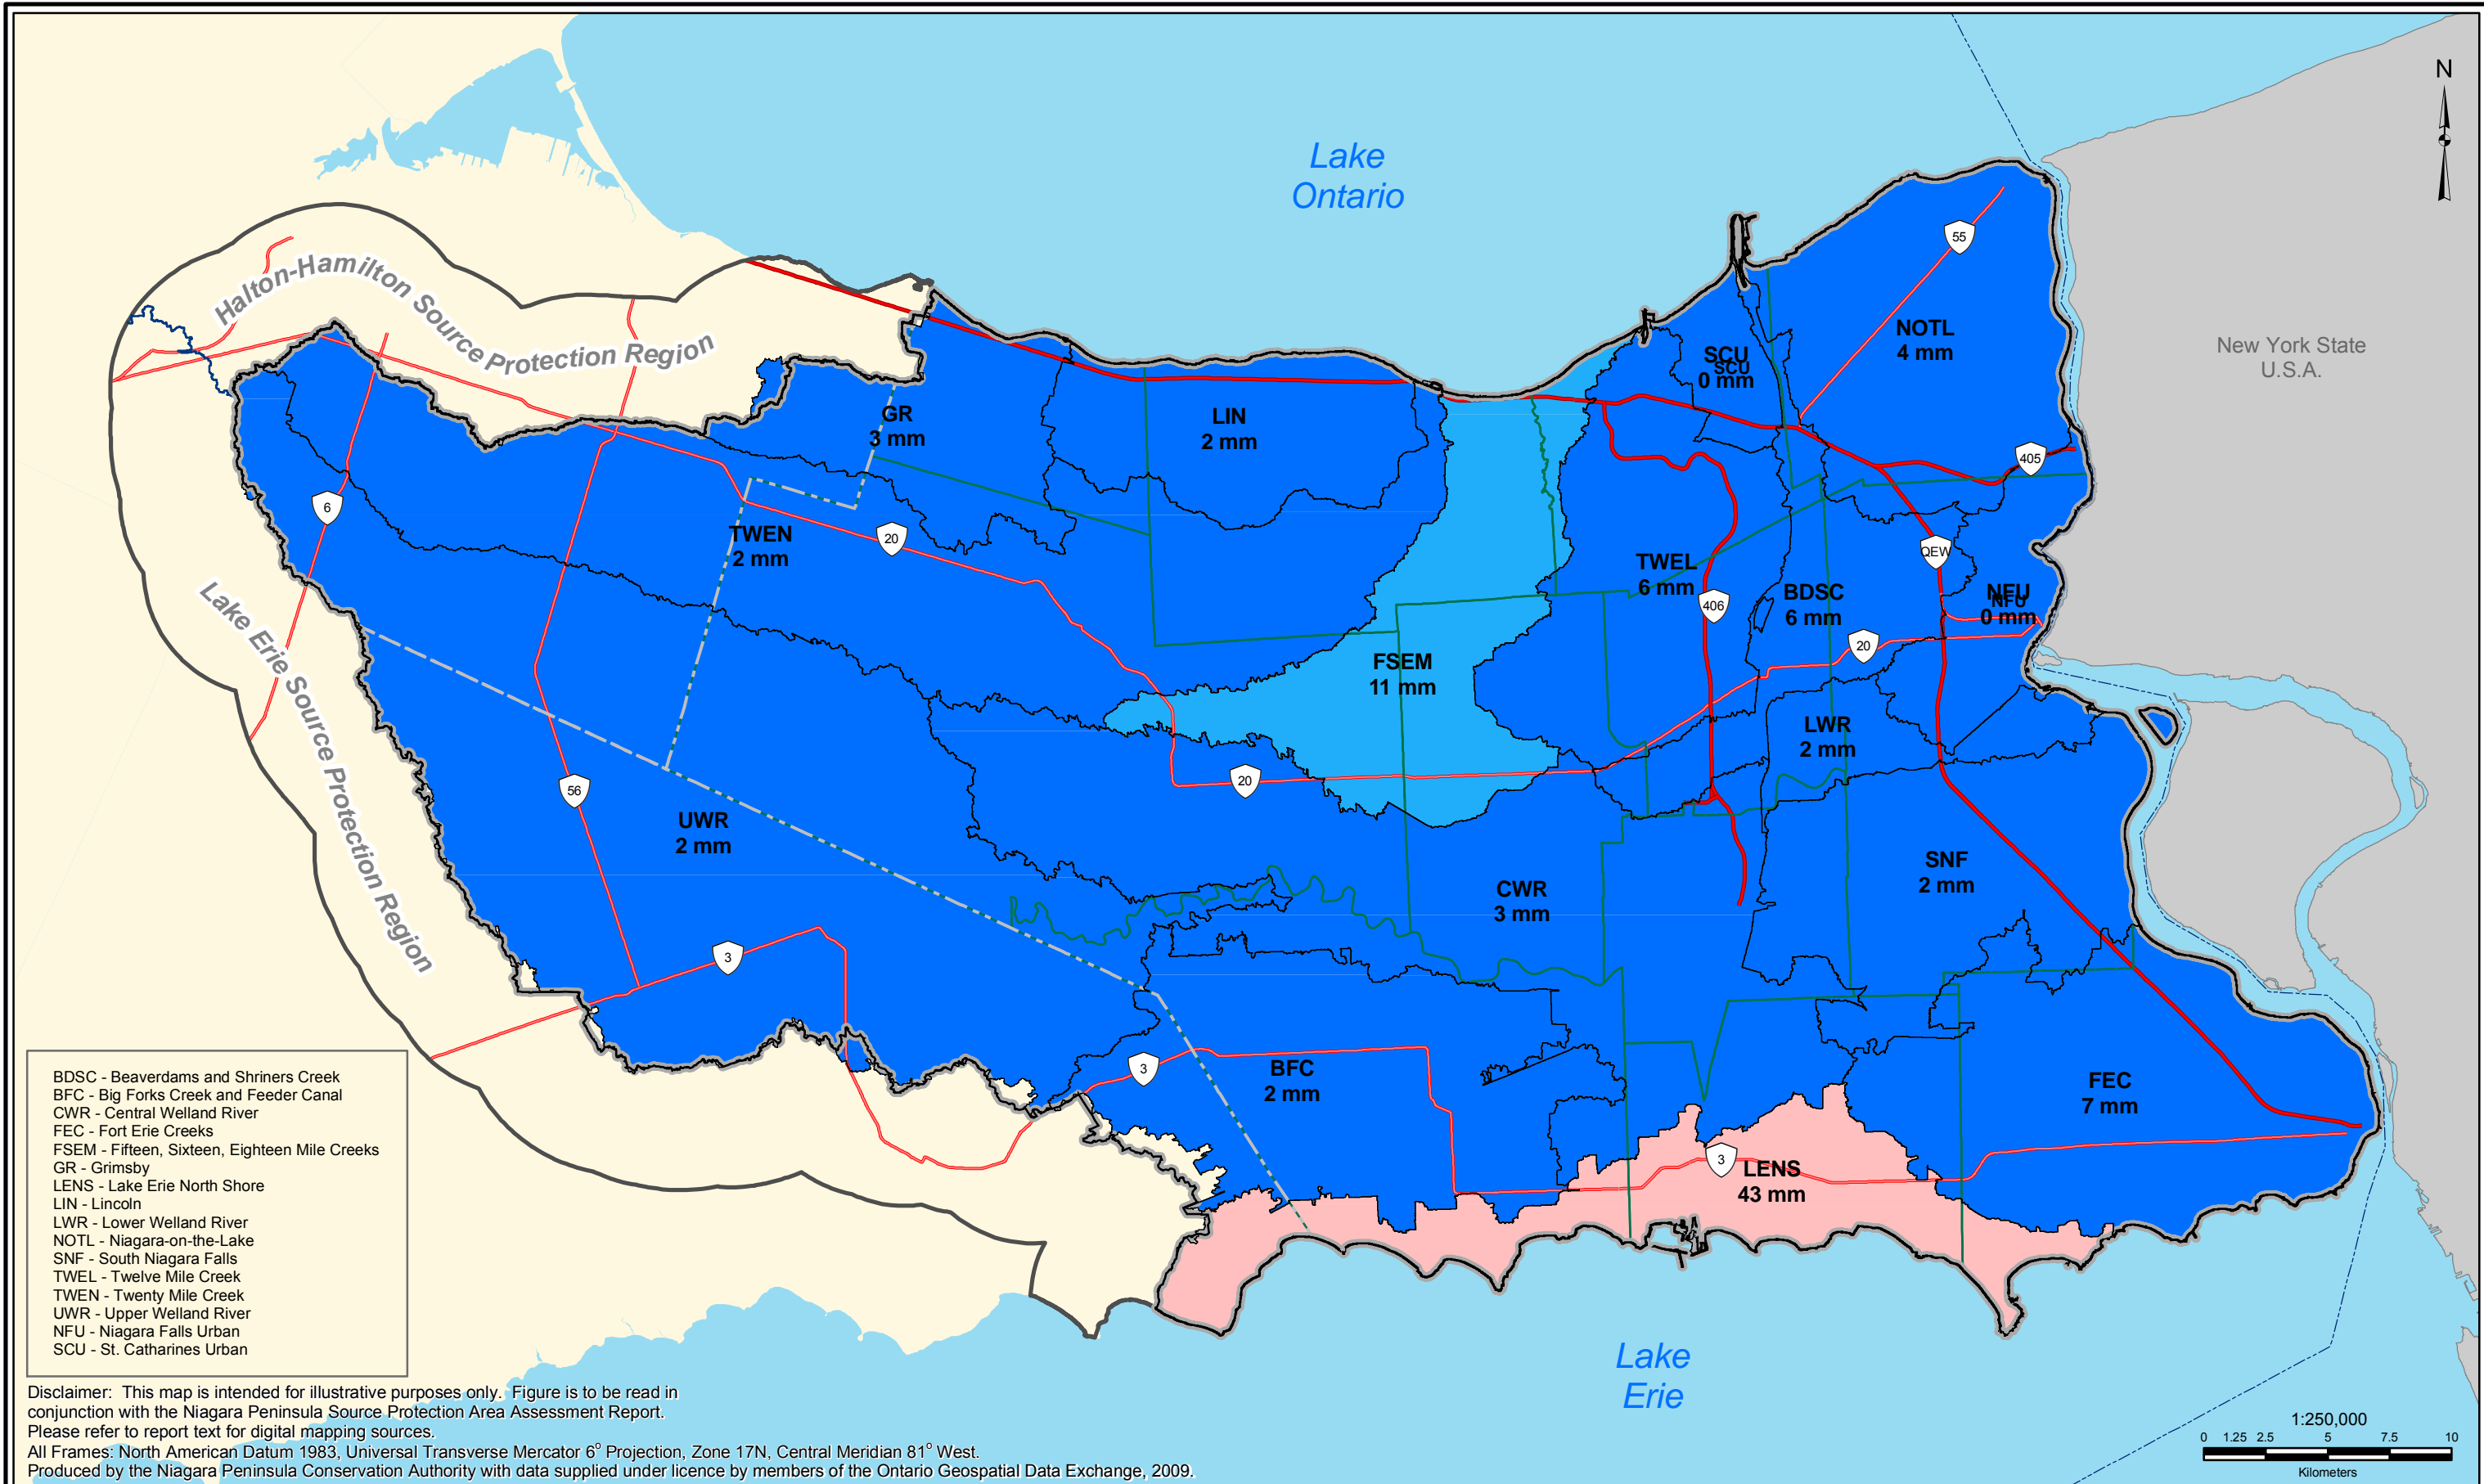 N
Lake
Ontario
55
Halton-Hamilton Source Protection Region
NOTL
4 mm
New York State
U.S.A.
SCU
SCU
0 mm
GR
3 mm
LIN
2 mm
405
6
TWEN
2 mm
20
QEW
TWEL
6 mm
BDSC
6 mm
406
NFU
NFU
0 mm
Lake Erie Source Protection Region
20
FSEM
11 mm
LWR
2 mm
20
56
UWR
2 mm
SNF
2 mm
CWR
3 mm
3
3
BFC
2 mm
FEC
7 mm
3
LENS
43 mm
BDSC - Beaverdams and Shriners Creek
BFC - Big Forks Creek and Feeder Canal
CWR - Central Welland River
FEC - Fort Erie Creeks
FSEM - Fifteen, Sixteen, Eighteen Mile Creeks
GR - Grimsby
LENS - Lake Erie North Shore
LIN - Lincoln
LWR - Lower Welland River
NOTL - Niagara-on-the-Lake
SNF - South Niagara Falls
TWEL - Twelve Mile Creek
TWEN - Twenty Mile Creek
UWR - Upper Welland River
NFU - Niagara Falls Urban
SCU - St. Catharines Urban
Lake
Erie
Disclaimer: This map is intended for illustrative purposes only. Figure is to be read in
conjunction with the Niagara Peninsula Source Protection Area Assessment Report.
Please refer to report text for digital mapping sources.
All Frames: North American Datum 1983, Universal Transverse Mercator 6° Projection, Zone 17N, Central Meridian 81° West.
Produced by the Niagara Peninsula Conservation Authority with data supplied under licence by members of the Ontario Geospatial Data Exchange, 2009.
1:250,000
0 1.25 2.5 5 7.5 10
Kilometers